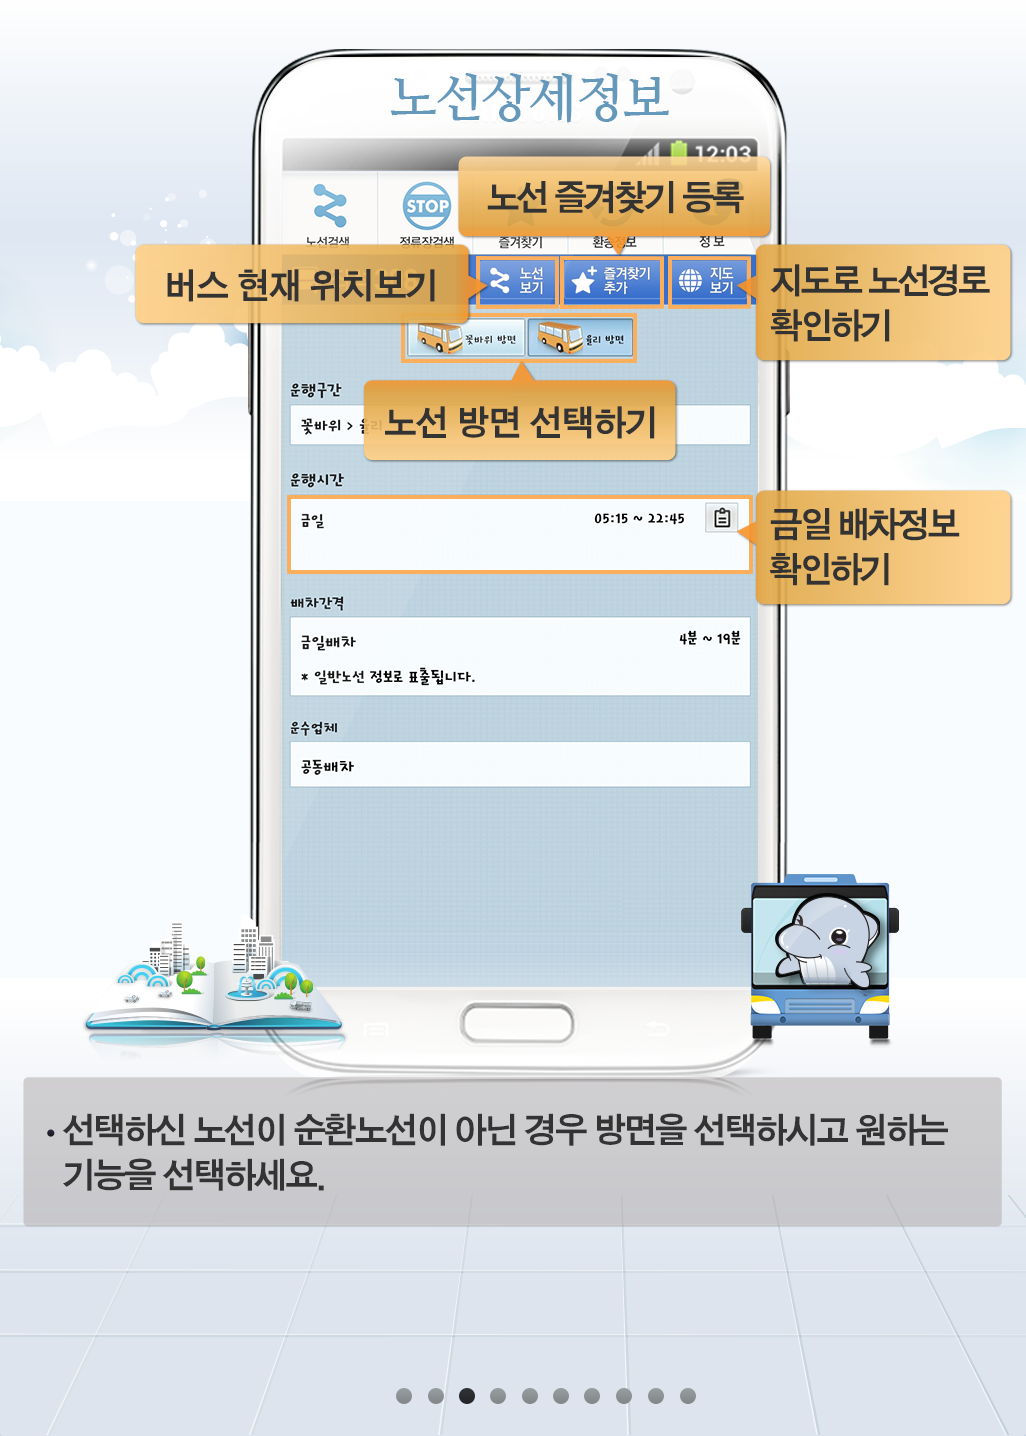 노선상세정보
12:03
STOP
노선 즐겨찾기 등록
노선검색
정류장검색
즐겨찾기
환승정보
정보
버스 현재 위치보기
노선
보기
즐겨찾기
추가
지도
보기
지도로 노선경로
확인하기
꽃바위 방면
율리 방면
운행구간
꽃바위 > 율리
노선 방면 선택하기
운행시간
금일 05:15 ~ 22:45
금일 배차정보
확인하기
배차간격
금일배차 4분 ~ 19분
* 일반노선 정보로 표출됩니다.
운수업체
공동배차
• 선택하신 노선이 순환노선이 아닌 경우 방면을 선택하시고 원하는
기능을 선택하세요.